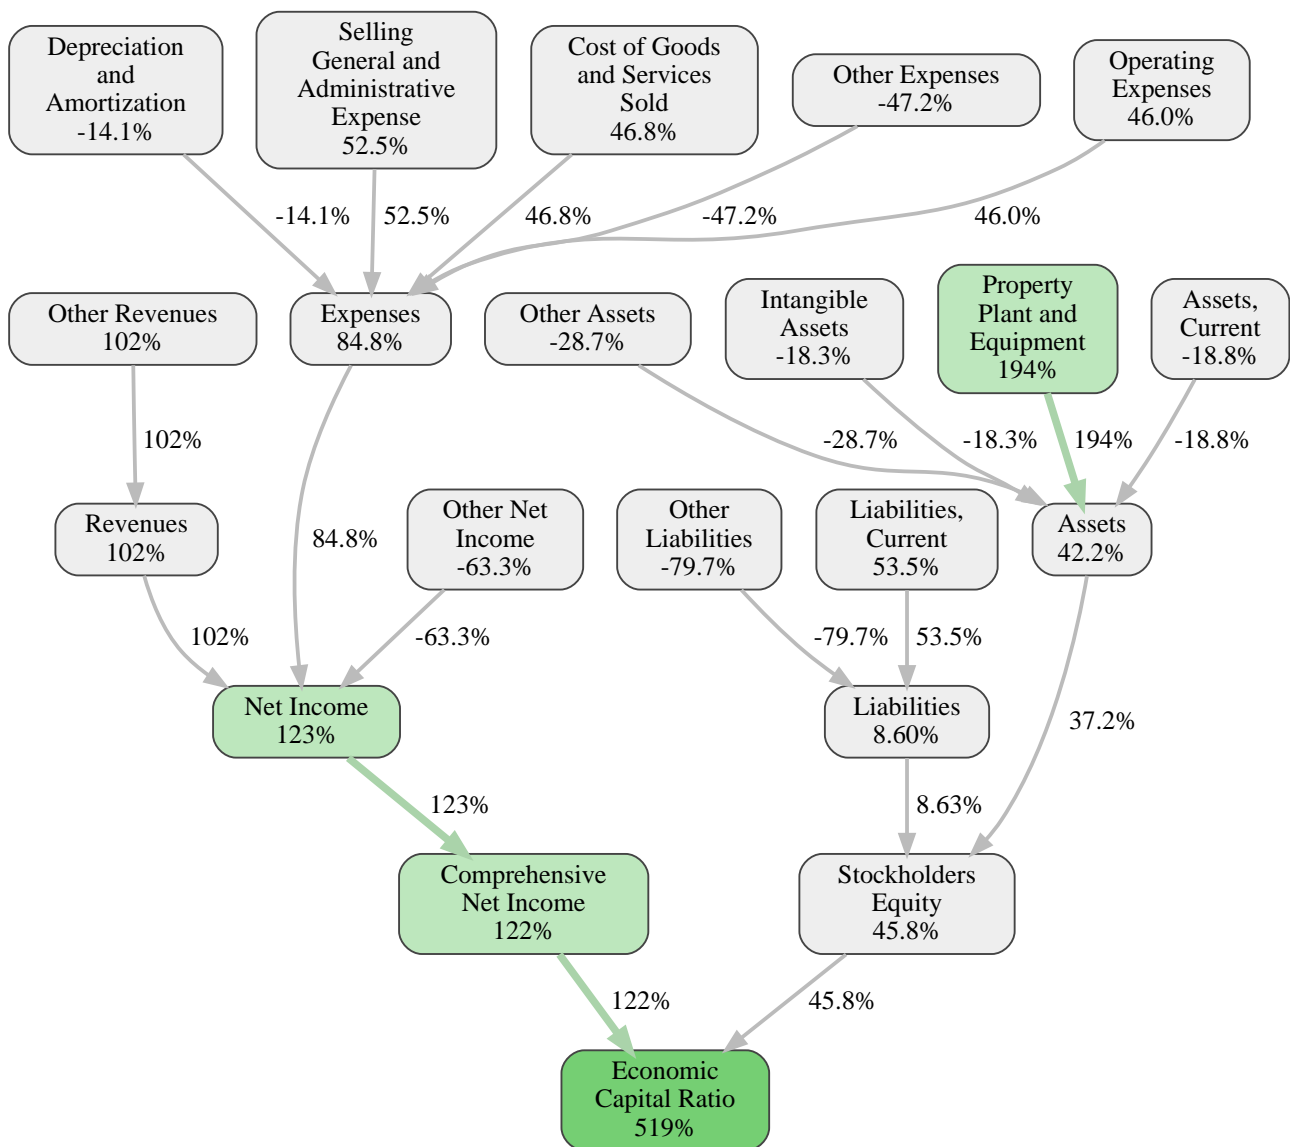 Depreciation
and
Amortization
-14.1%
Selling
General and
Administrative
Expense
52.5%
Cost of Goods
and Services
Sold
46.8%
Other Expenses
-47.2%
Operating
Expenses
46.0%
-14.1%
52.5%
46.8%
-47.2%
46.0%
Other Revenues
102%
Expenses
84.8%
Other Assets
-28.7%
Intangible
Assets
-18.3%
Property
Plant and
Equipment
194%
Assets,
Current
-18.8%
102%
-28.7%
-18.3%
194%
-18.8%
Revenues
102%
84.8%
Other Net
Income
-63.3%
Other
Liabilities
-79.7%
Liabilities,
Current
53.5%
Assets
42.2%
102%
-63.3%
-79.7%
53.5%
Net Income
123%
Liabilities
8.60%
37.2%
123%
8.63%
Comprehensive
Net Income
122%
Stockholders
Equity
45.8%
122%
45.8%
Economic
Capital Ratio
519%